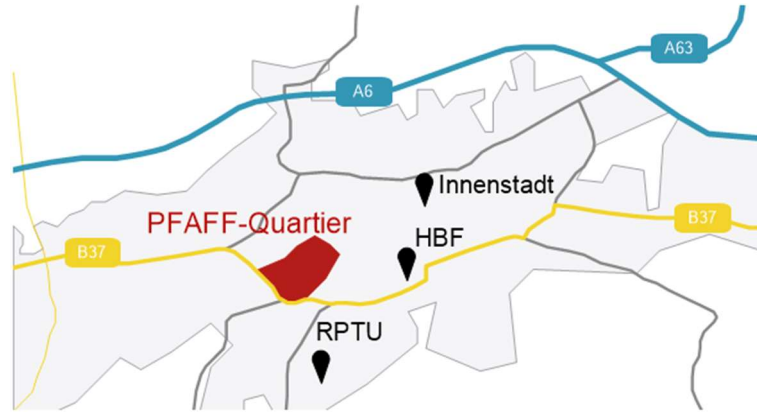 A63
A6
Innenstadt
PFAFF-Quartier
B37
HBF
B37
RPTU